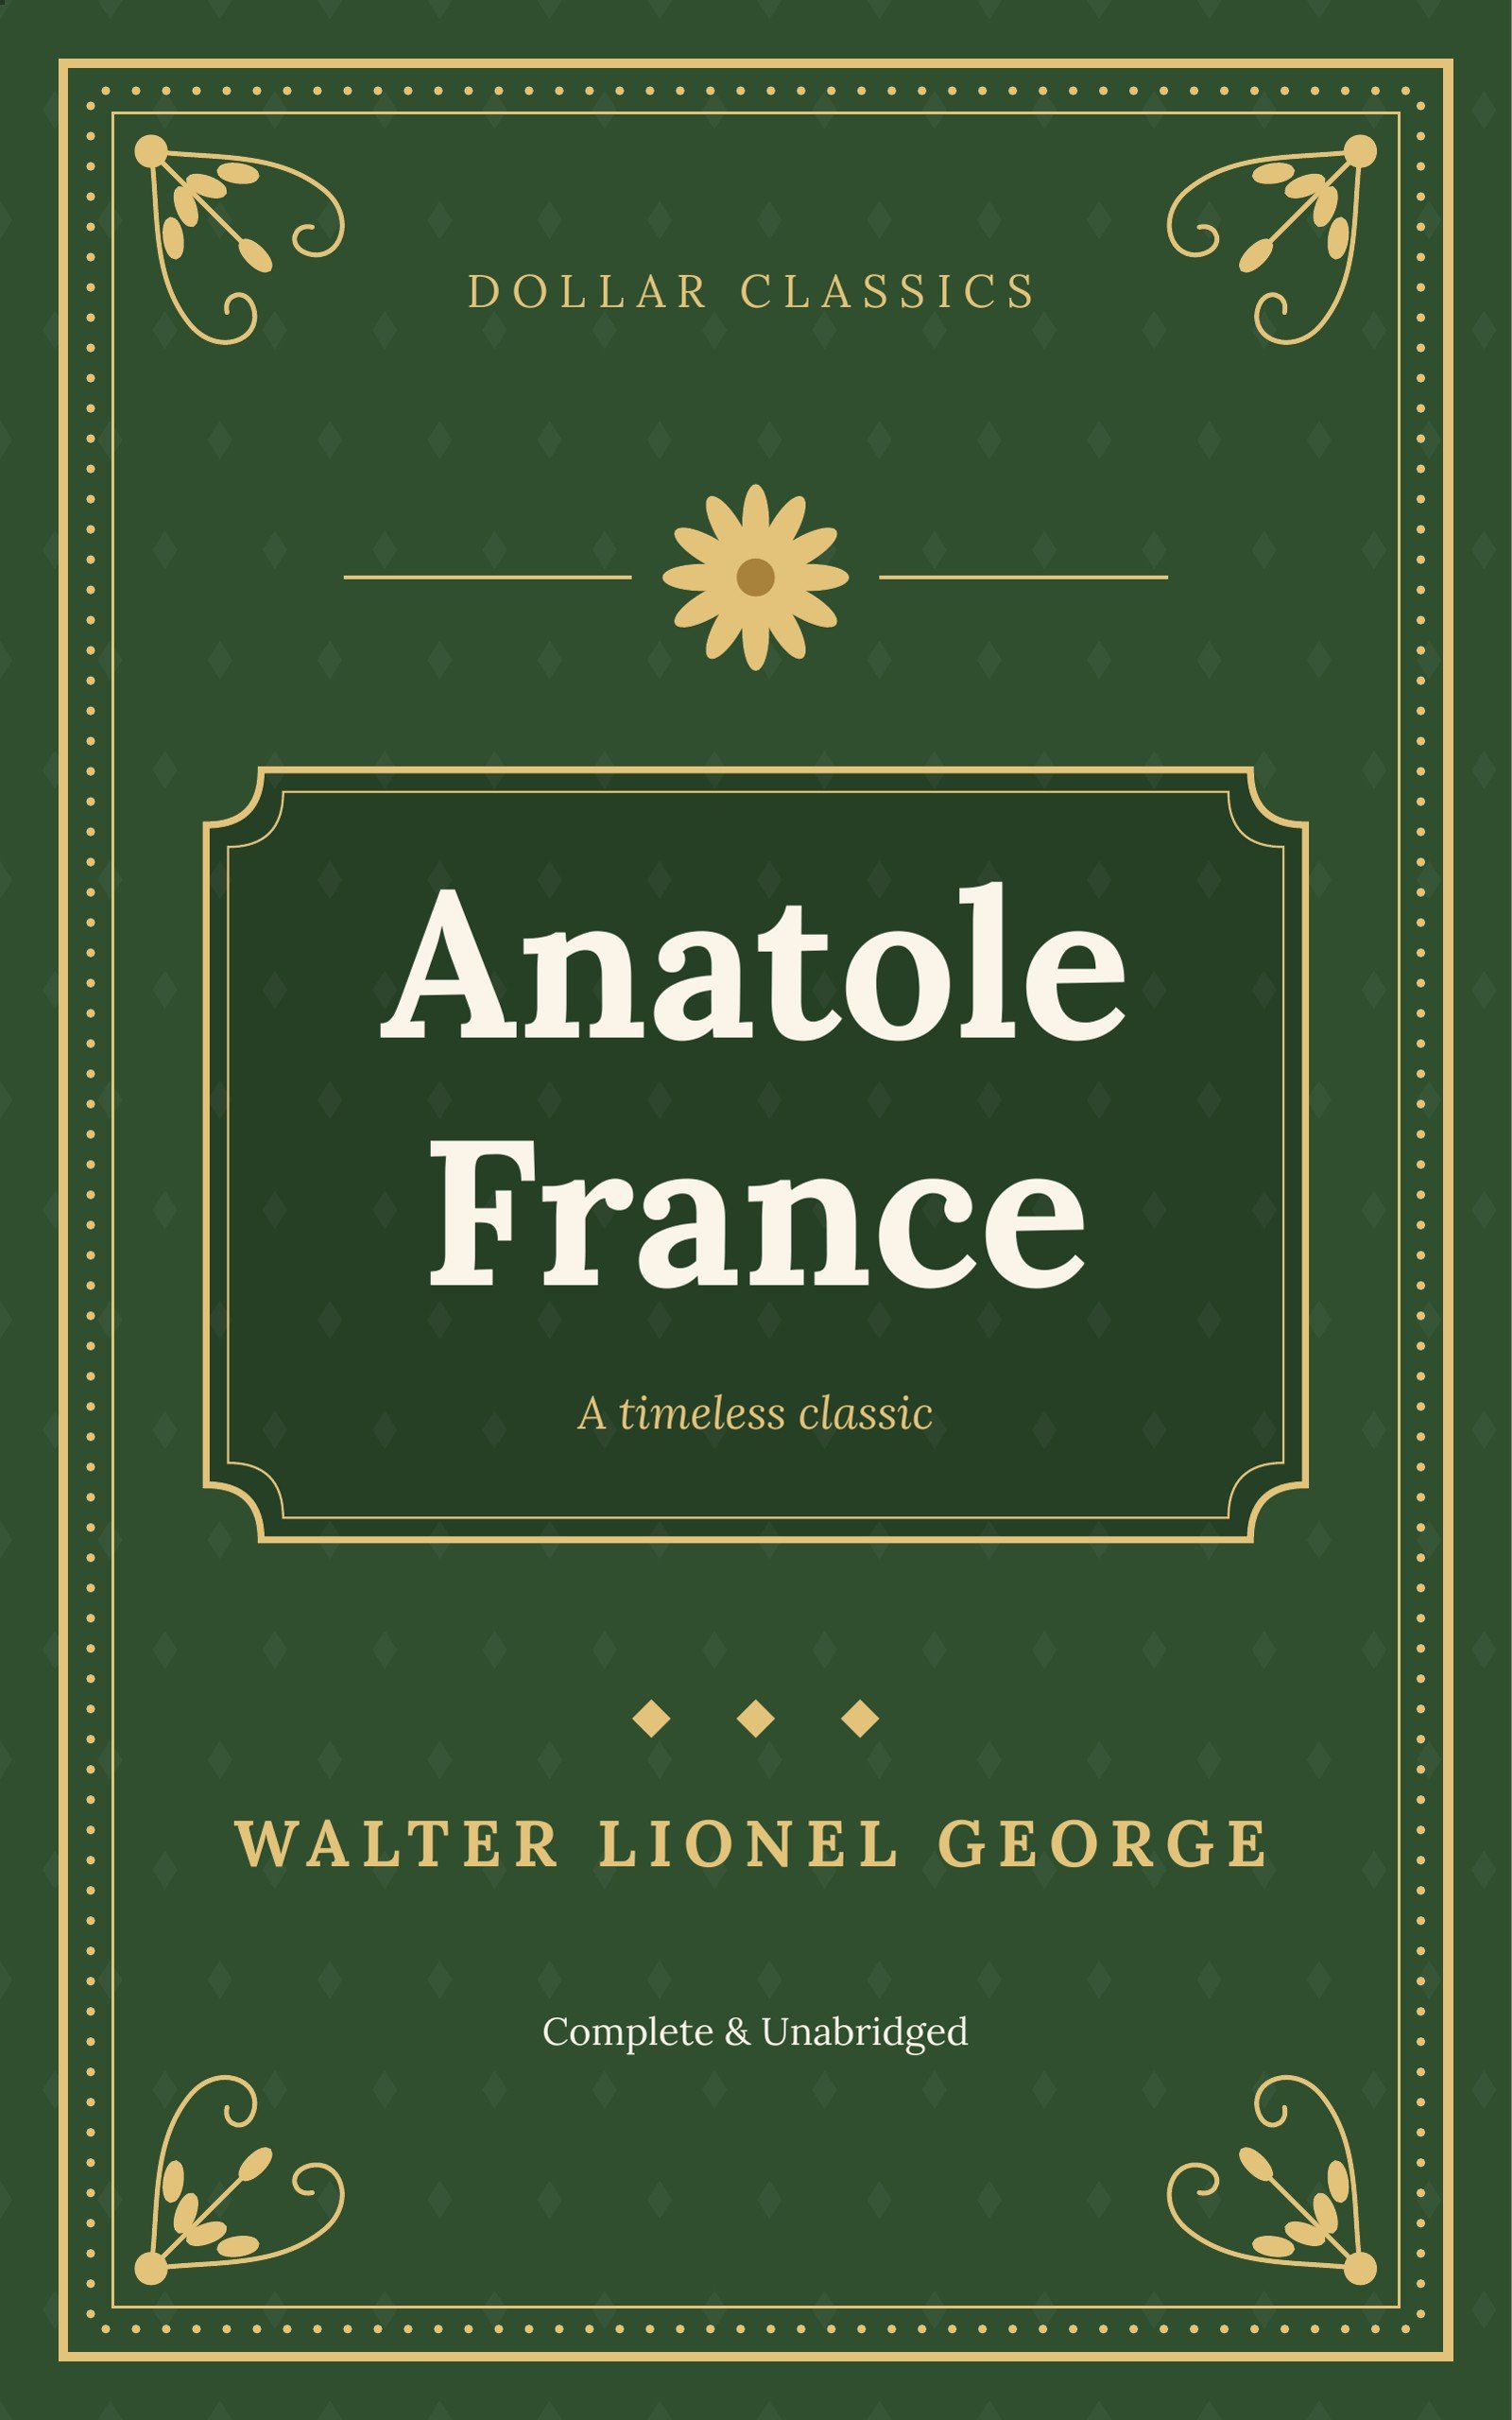 DOLLAR CLASSICS
Anatole
France
A timeless classic
WALTER LIONEL GEORGE
Complete & Unabridged